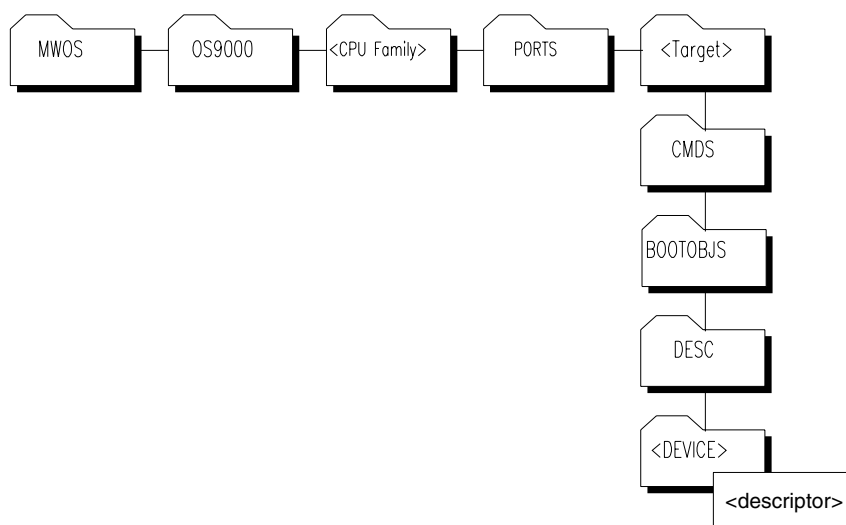 MWOS
OS9000
<CPU Family>
PORTS
<Target>
CMDS
BOOTOBJS
DESC
<DEVICE>
<descriptor>